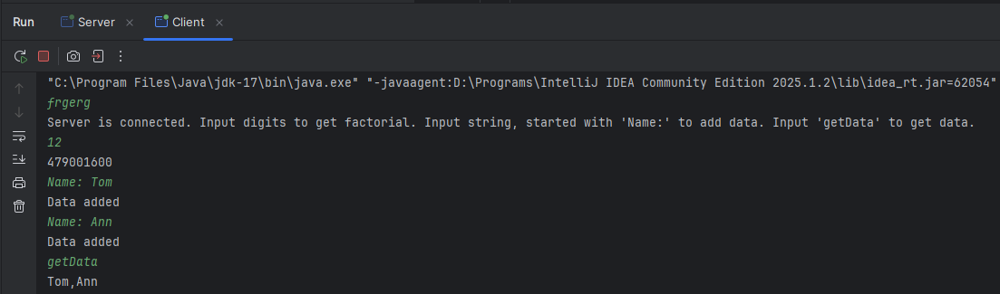 Run Server Client
"C:\Program Files\Java\jdk-17\bin\java.exe" "-javaagent:D:\Programs\IntelliJ IDEA Community Edition 2025.1.2\lib\idea_rt.jar=62054"
frgerg
Server is connected. Input digits to get factorial. Input string, started with 'Name:' to add data. Input 'getData' to get data.
12
479001600
Name: Tom
Data added
Name: Ann
Data added
getData
Tom,Ann